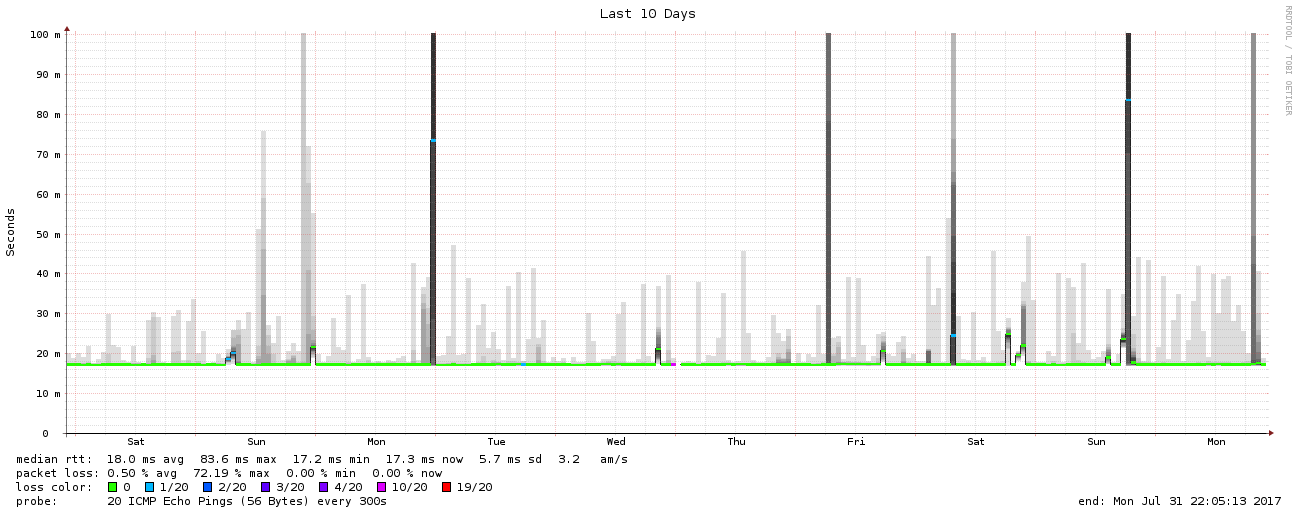 Last 10 Days
RRDTOOL / TOBI OETIKER
Seconds
100 m
90 m
80 m
70 m
60 m
50 m
40 m
30 m
20 m
10 m
0
Sat Sun Mon Tue Wed Thu Fri Sat Sun Mon
median rtt: 18.0 ms avg 83.6 ms max 17.2 ms min 17.3 ms now 5.7 ms sd 3.2 am/s
packet loss: 0.50 % avg 72.19 % max 0.00 % min 0.00 % now
loss color: 0 1/20 2/20 3/20 4/20 10/20 19/20
probe: 20 ICMP Echo Pings (56 Bytes) every 300s end: Mon Jul 31 22:05:13 2017